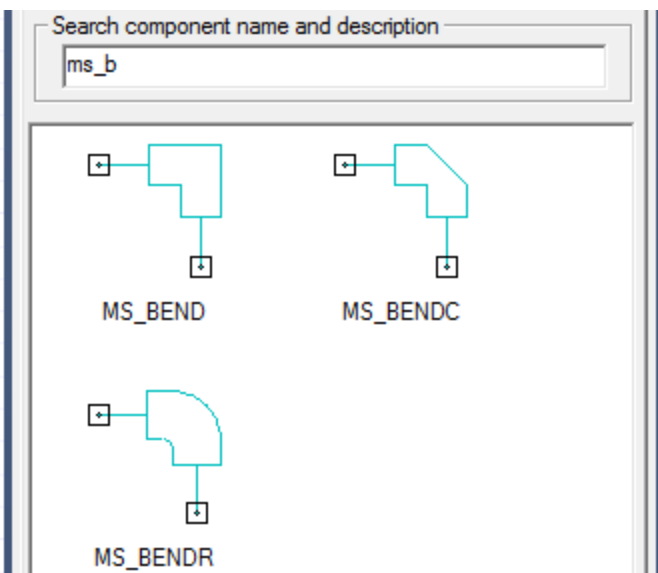 Search component name and description
ms_b
MS_BEND
MS_BENDC
MS_BENDR